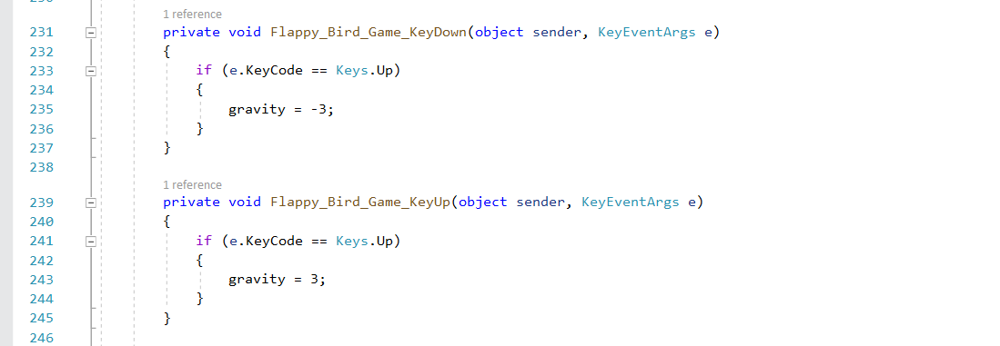 1 reference
231 private void Flappy_Bird_Game_KeyDown(object sender, KeyEventArgs e)
232 {
233 if (e.KeyCode == Keys.Up)
234 {
235 gravity = -3;
236 }
237 }
238
1 reference
239 private void Flappy_Bird_Game_KeyUp(object sender, KeyEventArgs e)
240 {
241 if (e.KeyCode == Keys.Up)
242 {
243 gravity = 3;
244 }
245 }
246